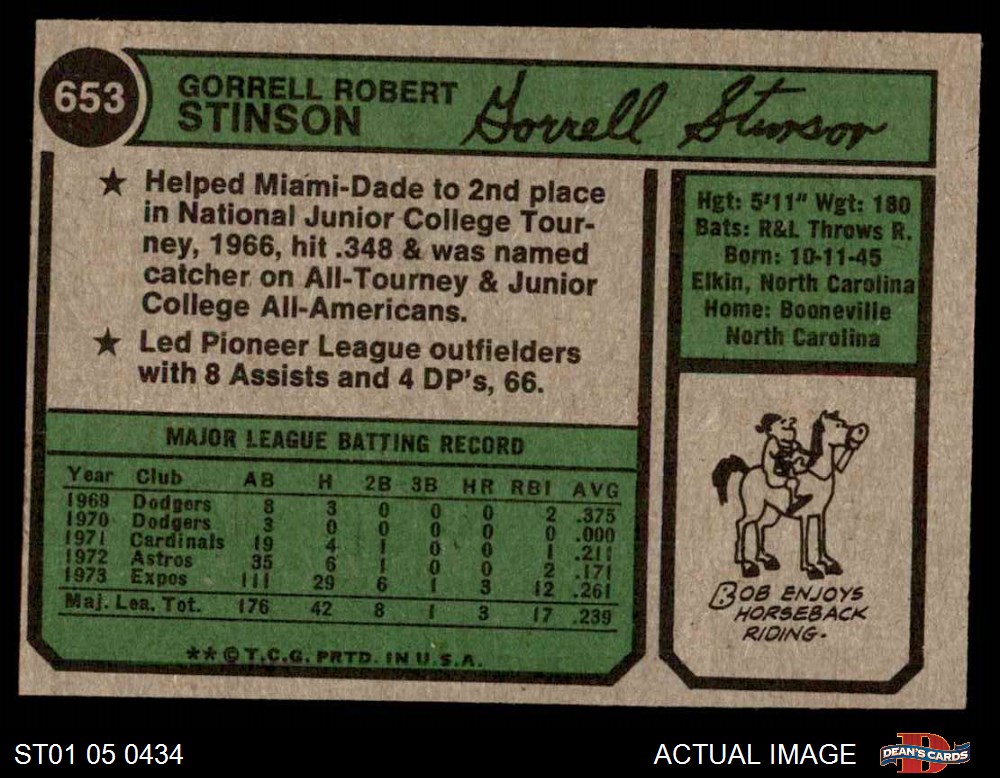 653
GORRELL ROBERT
STINSON
Gorrell Stinson
★ Helped Miami-Dade to 2nd place
in National Junior College Tour-
ney, 1966, hit .348 & was named
catcher on All-Tourney & Junior
College All-Americans.
★ Led Pioneer League outfielders
with 8 Assists and 4 DP's, 66.
Hgt: 5'11" Wgt: 180
Bats: R&L Throws R.
Born: 10-11-45
Elkin, North Carolina
Home: Booneville
North Carolina
MAJOR LEAGUE BATTING RECORD
Year Club AB H 2B 3B HR RBI AVG
1969 Dodgers 8 3 0 0 0 2 .375
1970 Dodgers 3 0 0 0 0 0 .000
1971 Cardinals 19 4 1 0 0 1 .211
1972 Astros 35 6 1 0 0 2 .171
1973 Expos 111 29 6 1 3 12 .261
Maj. Lea. Tot. 176 42 8 1 3 17 .239
**© T.C.G. PRTD. IN U.S.A.
BOB ENJOYS
HORSEBACK
RIDING.
ST01 05 0434
ACTUAL IMAGE
D
DEAN'S CARDS